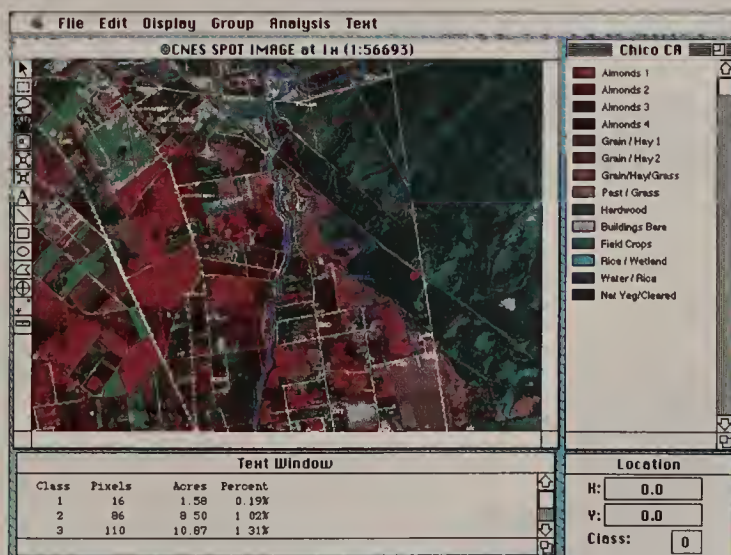 File Edit Display Group Analysis Text
©CNES SPOT IMAGE at 1x (1:56693)
Chico CA
Almonds 1
Almonds 2
Almonds 3
Almonds 4
Grain / Hay 1
Grain / Hay 2
Grain/Hay/Grass
Past / Grass
Hardwood
Buildings Bare
Field Crops
Rice / Wetland
Water / Rice
Nat Veg/Cleared
A
Text Window
Class Pixels Acres Percent
1 16 1.58 0.19%
2 86 8 50 1 02%
3 110 10.87 1 31%
Location
X: 0.0
Y: 0.0
Class: 0